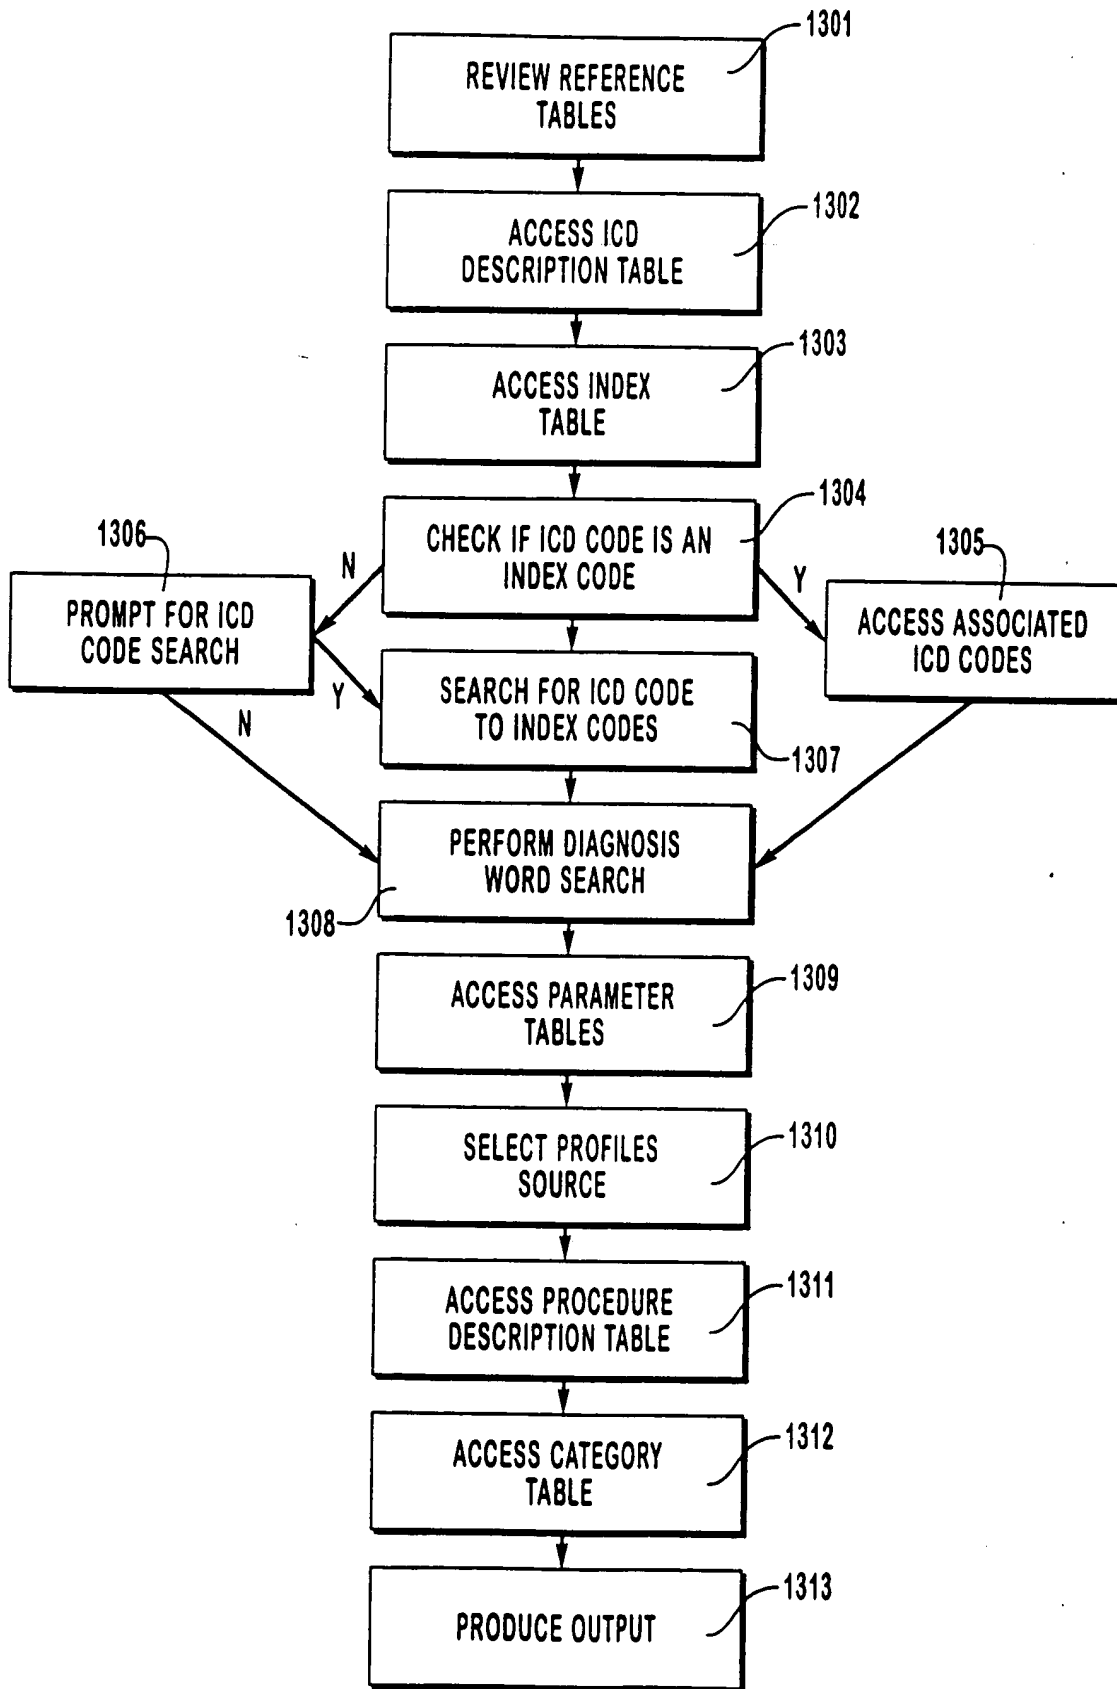 1301
REVIEW REFERENCE
TABLES
1302
ACCESS ICD
DESCRIPTION TABLE
1303
ACCESS INDEX
TABLE
1304
CHECK IF ICD CODE IS AN
INDEX CODE
N
Y
1306
PROMPT FOR ICD
CODE SEARCH
1305
ACCESS ASSOCIATED
ICD CODES
Y
N
SEARCH FOR ICD CODE
TO INDEX CODES
1307
PERFORM DIAGNOSIS
WORD SEARCH
1308
1309
ACCESS PARAMETER
TABLES
1310
SELECT PROFILES
SOURCE
1311
ACCESS PROCEDURE
DESCRIPTION TABLE
1312
ACCESS CATEGORY
TABLE
1313
PRODUCE OUTPUT